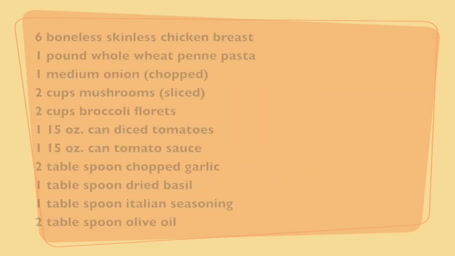 6 boneless skinless chicken breast
1 pound whole wheat penne pasta
1 medium onion (chopped)
2 cups mushrooms (sliced)
2 cups broccoli florets
1 15 oz. can diced tomatoes
1 15 oz. can tomato sauce
2 table spoon chopped garlic
1 table spoon dried basil
1 table spoon italian seasoning
2 table spoon olive oil